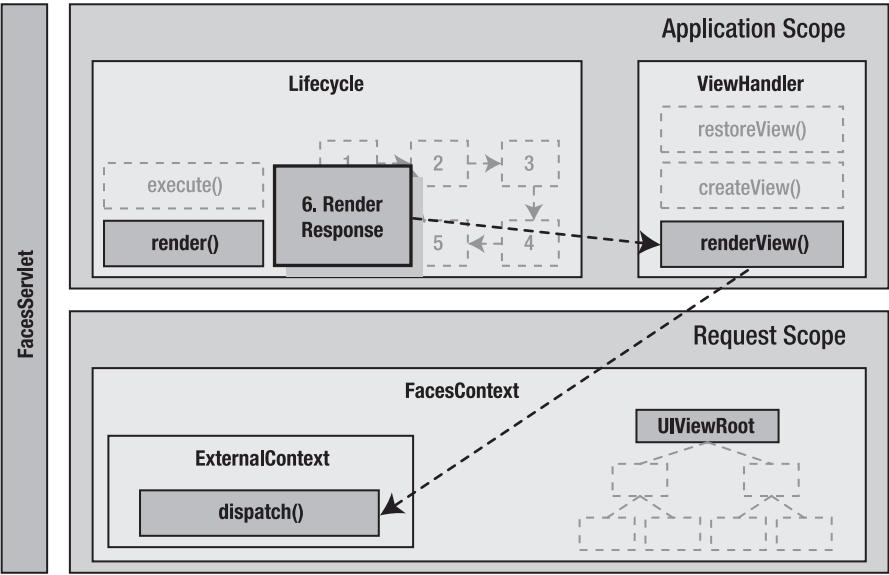 FacesServlet
Application Scope
Lifecycle
ViewHandler
1
2
3
restoreView()
execute()
6. Render
Response
createView()
render()
5
4
renderView()
Request Scope
FacesContext
UIViewRoot
ExternalContext
dispatch()